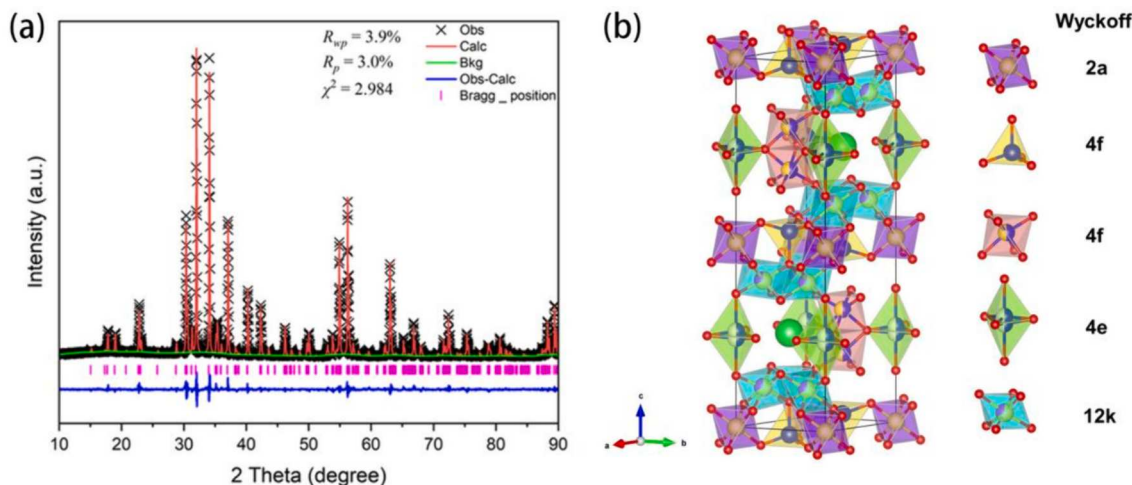 (a)
R_wp = 3.9%
R_p = 3.0%
χ² = 2.984
Obs
Calc
Bkg
Obs-Calc
Bragg _ position
Intensity (a.u.)
10 20 30 40 50 60 70 80 90
2 Theta (degree)
(b)
Wyckoff
2a
4f
4f
4e
12k
c
a
b